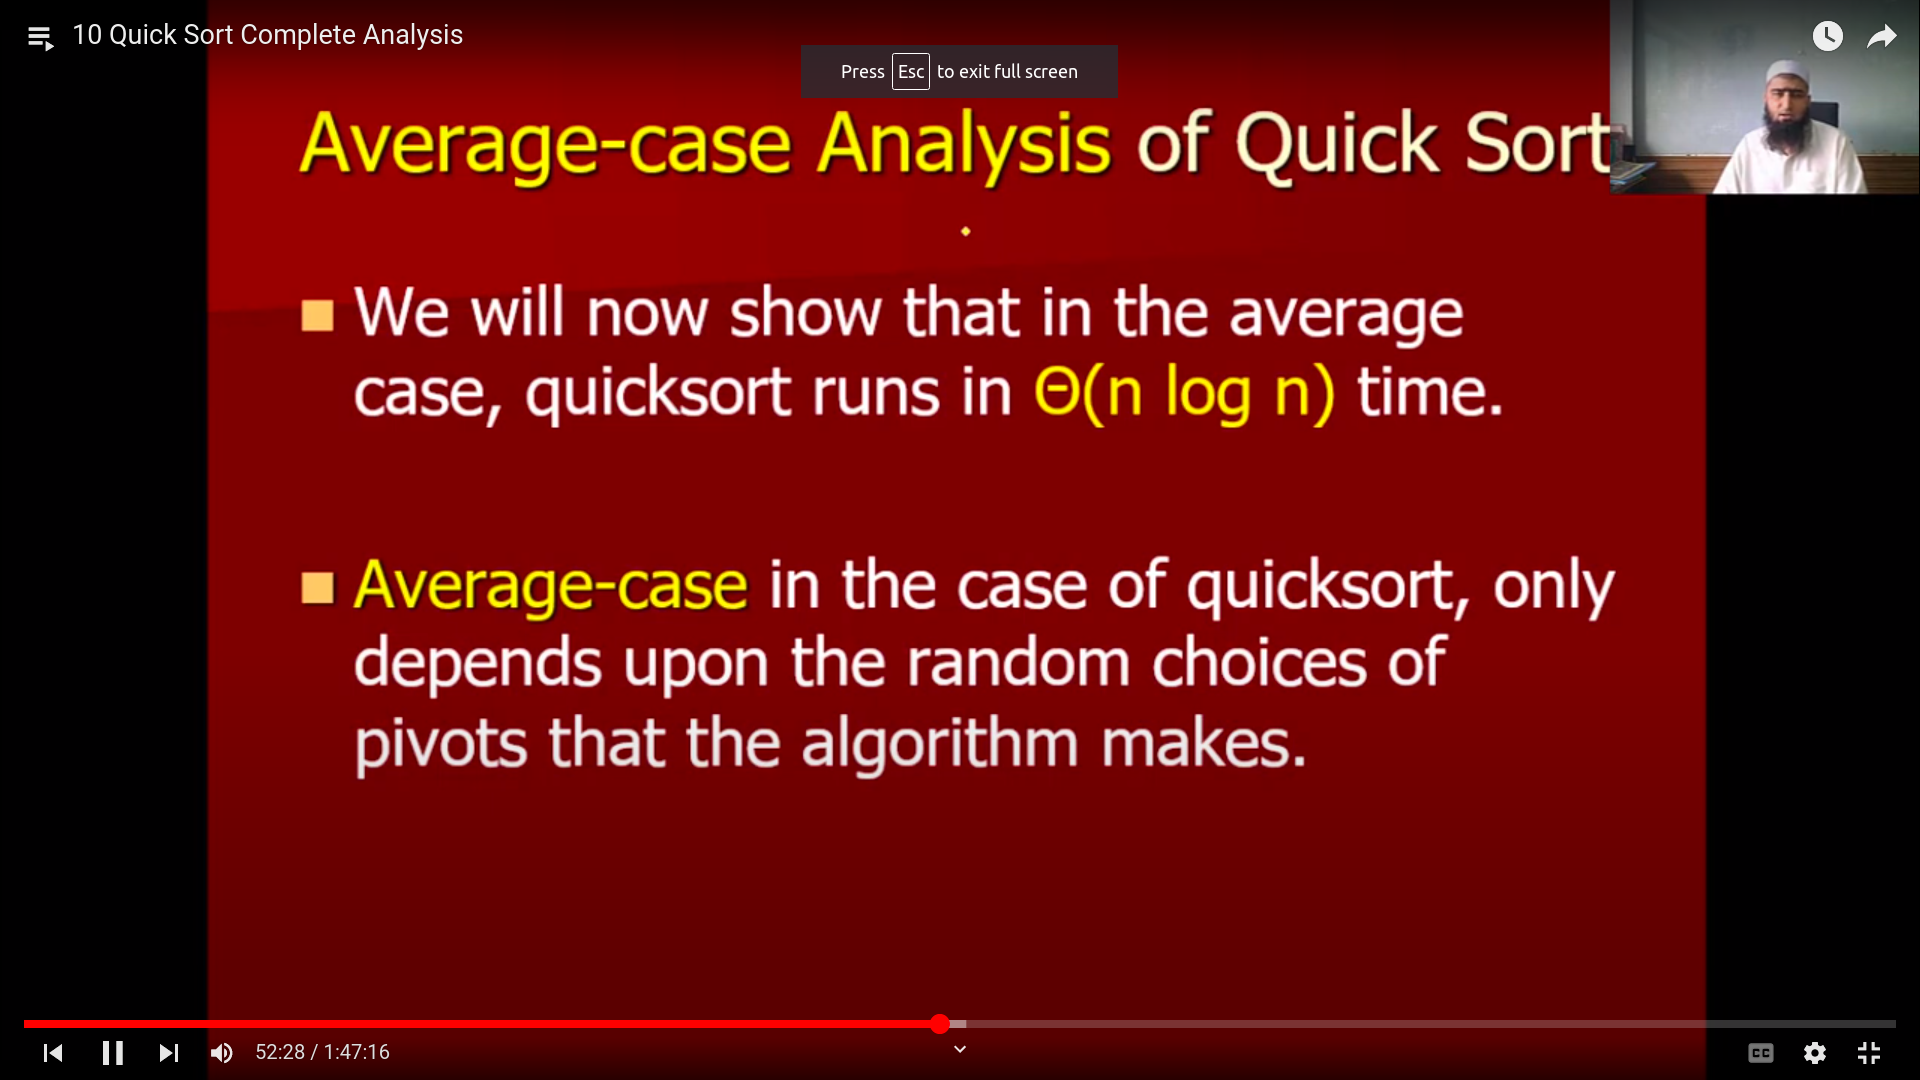 10 Quick Sort Complete Analysis
Press Esc to exit full screen
Average-case Analysis of Quick Sort
We will now show that in the average
case, quicksort runs in Θ(n log n) time.
Average-case in the case of quicksort, only
depends upon the random choices of
pivots that the algorithm makes.
52:28 / 1:47:16
CC